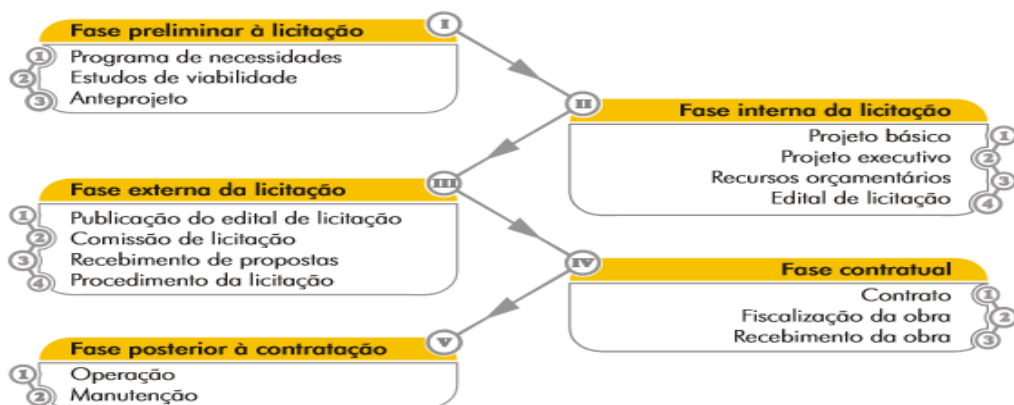 I
Fase preliminar à licitação
1 Programa de necessidades
2 Estudos de viabilidade
3 Anteprojeto
II
Fase interna da licitação
Projeto básico 1
Projeto executivo 2
Recursos orçamentários 3
Edital de licitação 4
III
Fase externa da licitação
1 Publicação do edital de licitação
2 Comissão de licitação
3 Recebimento de propostas
4 Procedimento da licitação
IV
Fase contratual
Contrato 1
Fiscalização da obra 2
Recebimento da obra 3
V
Fase posterior à contratação
1 Operação
2 Manutenção